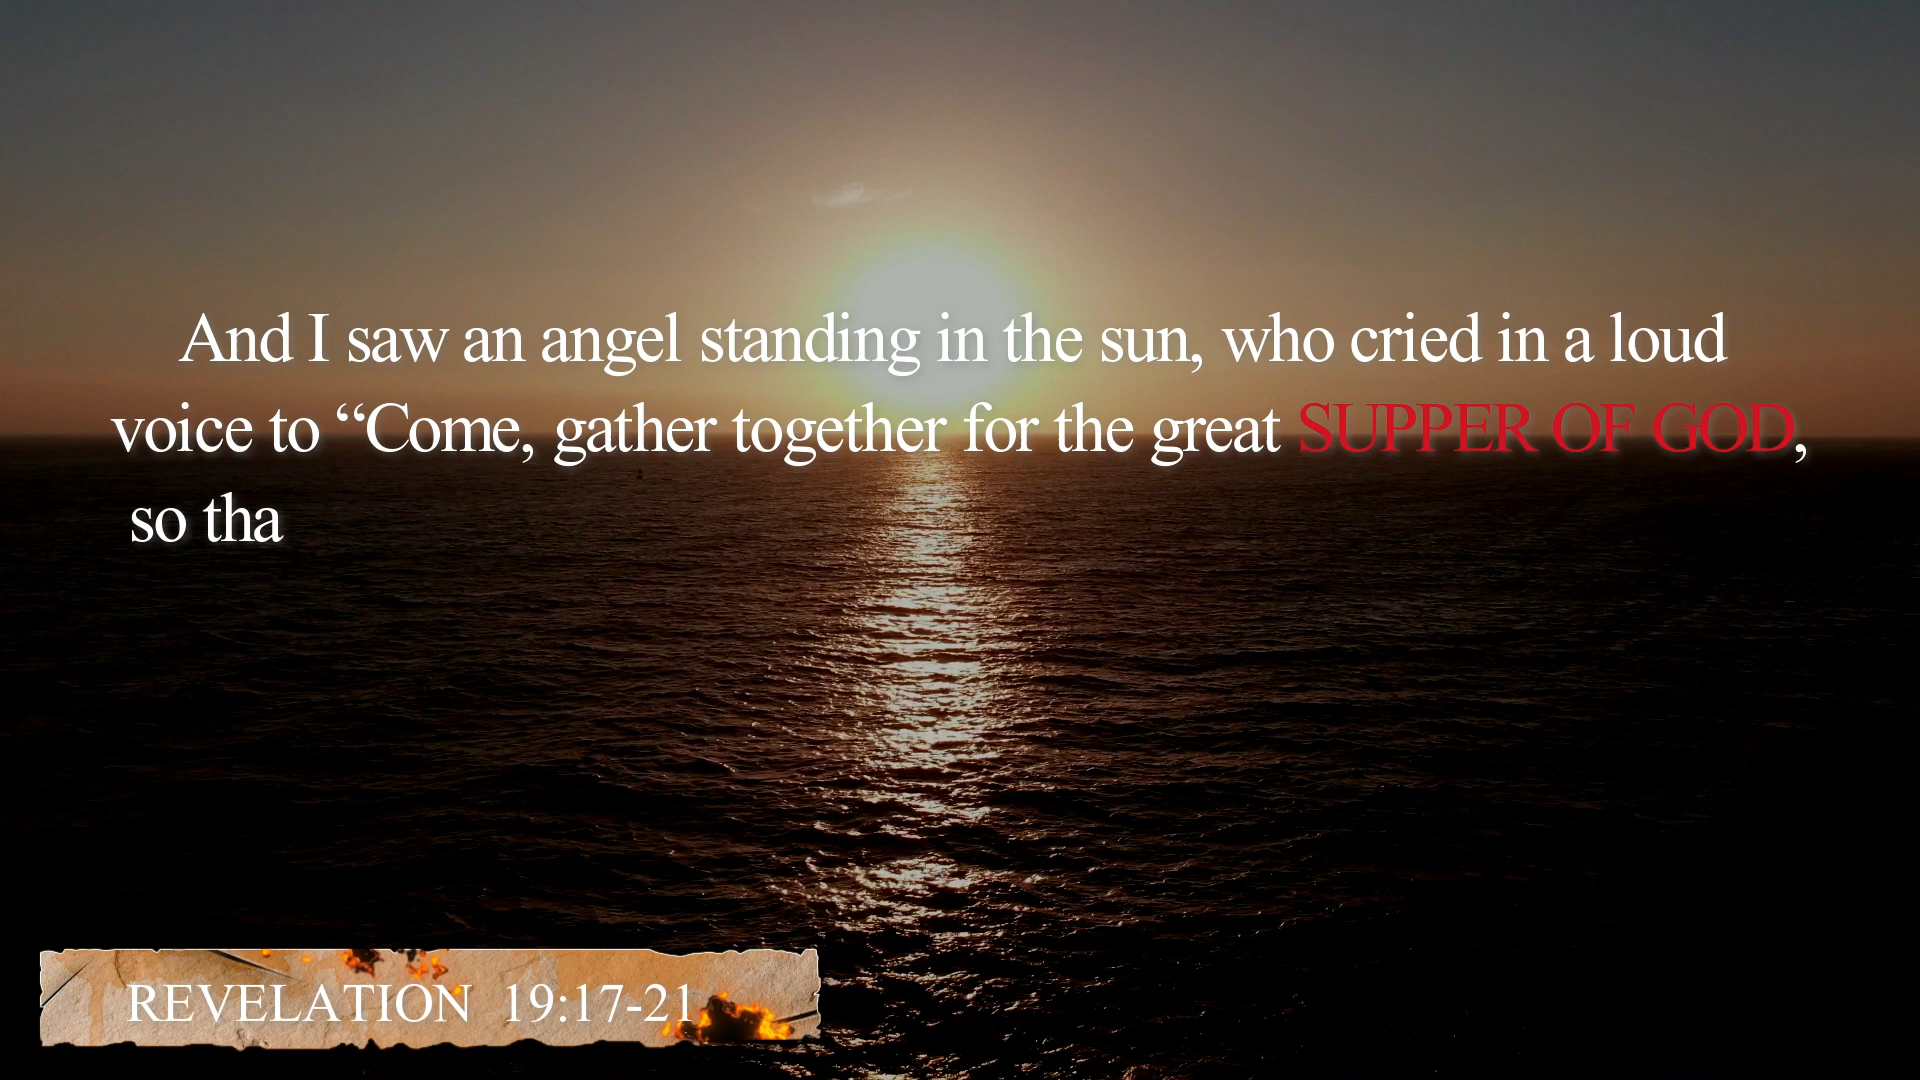 And I saw an angel standing in the sun, who cried in a loud
voice to “Come, gather together for the great SUPPER OF GOD,
so tha
REVELATION 19:17-21